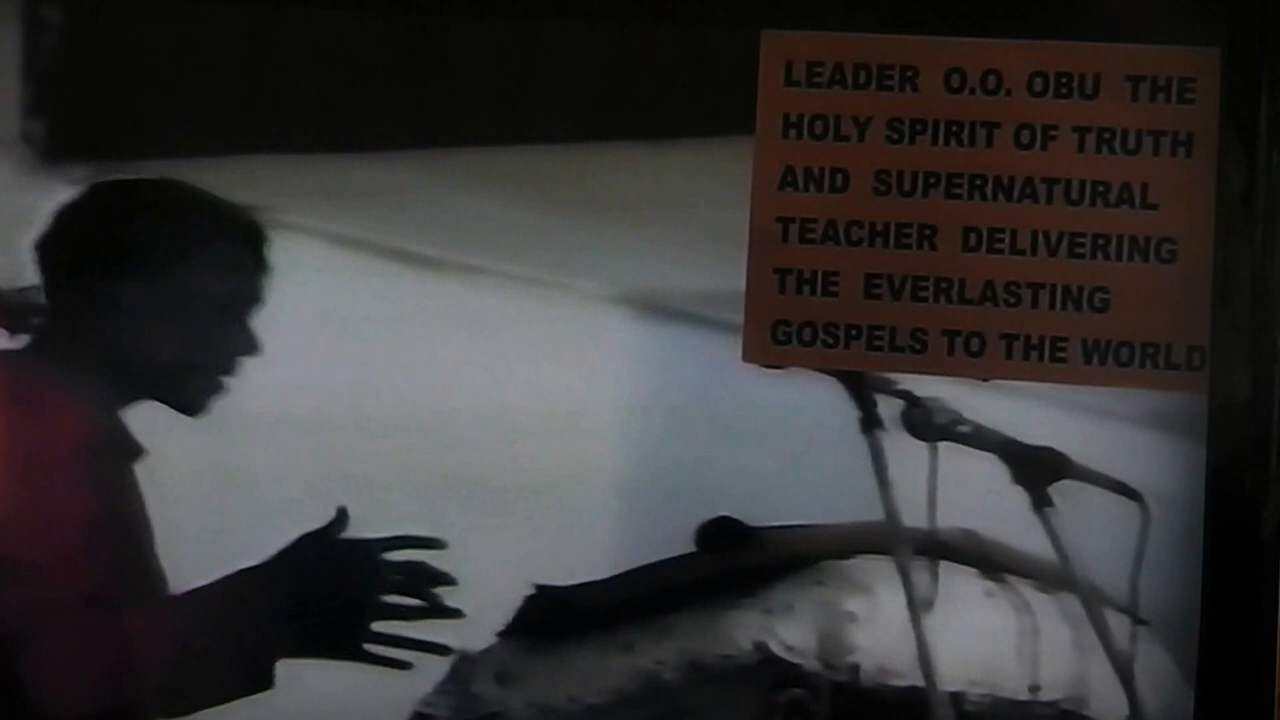 LEADER O.O. OBU THE
HOLY SPIRIT OF TRUTH
AND SUPERNATURAL
TEACHER DELIVERING
THE EVERLASTING
GOSPELS TO THE WORLD